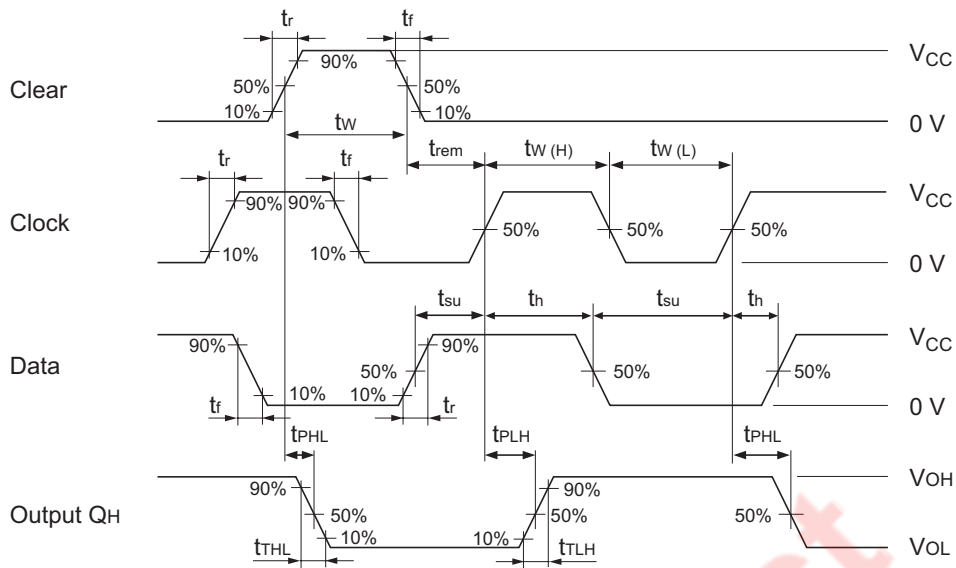 tr tf
90% VCC
Clear 50% 50%
10% 10%
tw 0 V
trem tW (H) tW (L)
tr tf
90% 90% VCC
Clock 50% 50% 50%
10% 10% 0 V
tsu th tsu th
90% 90% VCC
Data 50% 50% 50%
10% 10% 0 V
tf tr
tPHL tPLH tPHL
90% 90% VOH
Output QH 50% 50% 50%
10% 10% VOL
tTHL tTLH